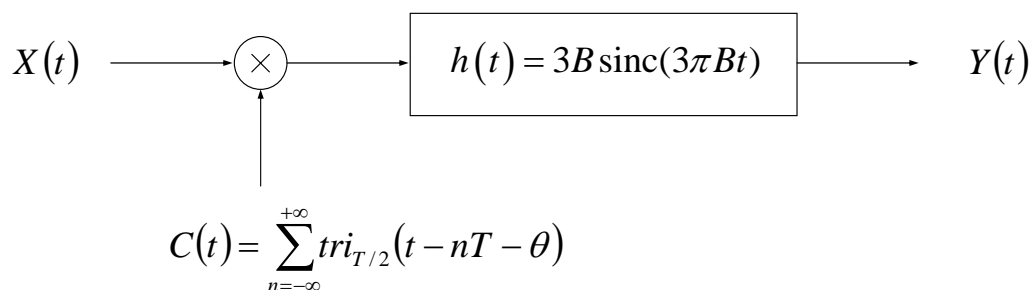 X(t) × h(t) = 3B sinc(3πBt) Y(t)
C(t) = ∑_{n=-∞}^{+∞} tri_{T/2}(t - nT - θ)